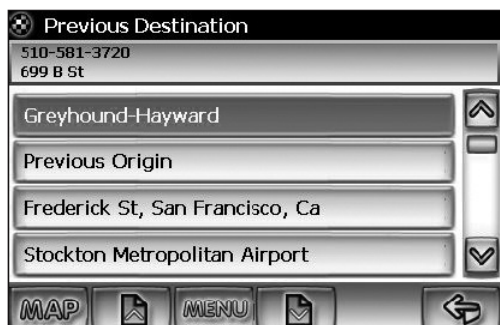 Previous Destination
510-581-3720
699 B St
Greyhound-Hayward
Previous Origin
Frederick St, San Francisco, Ca
Stockton Metropolitan Airport
MAP MENU